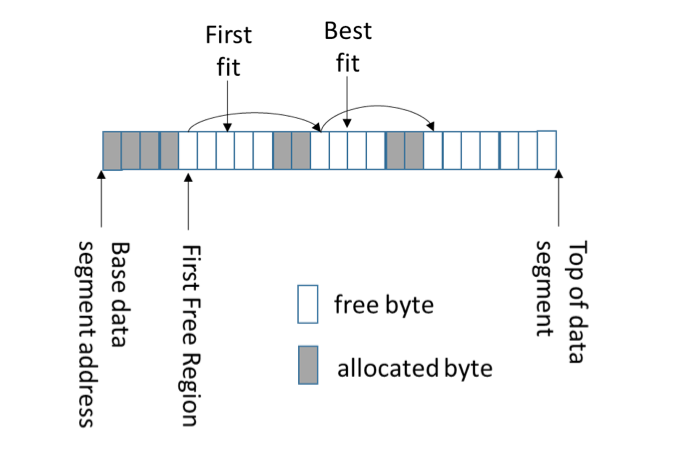 First
fit
Best
fit
Base data
segment address
First Free Region
Top of data
segment
free byte
allocated byte